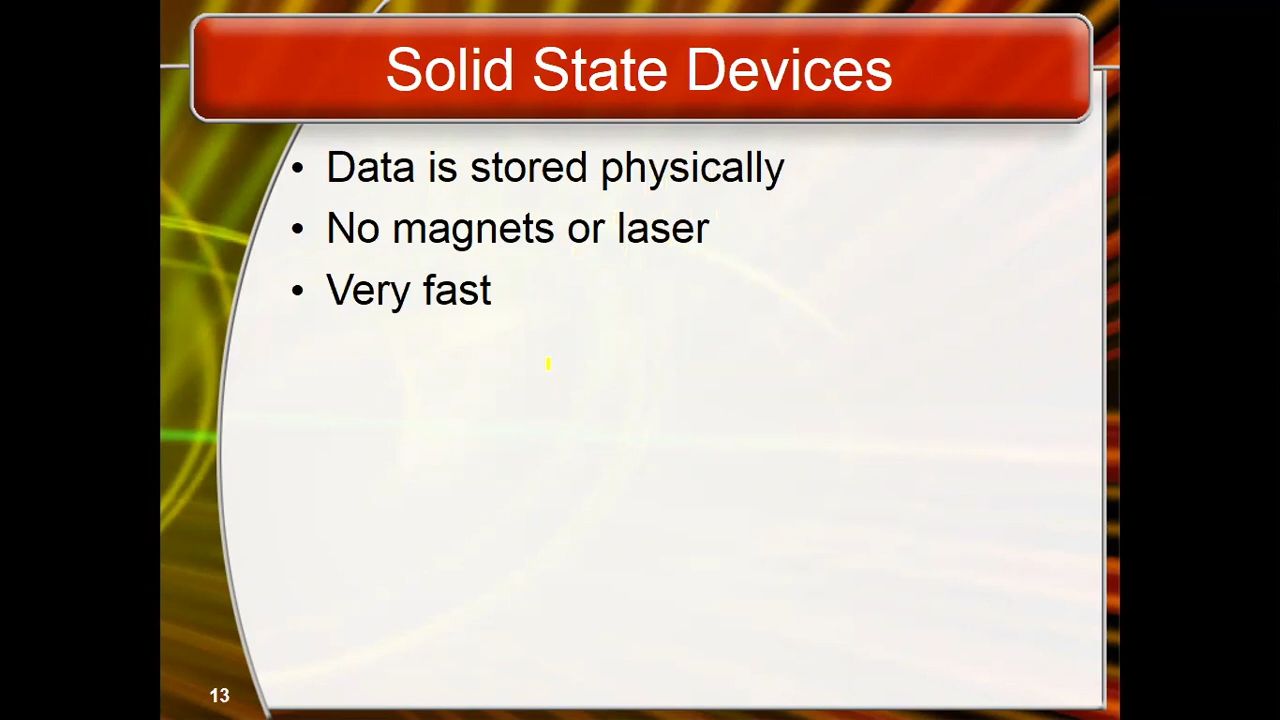 Solid State Devices
• Data is stored physically
• No magnets or laser
• Very fast
13